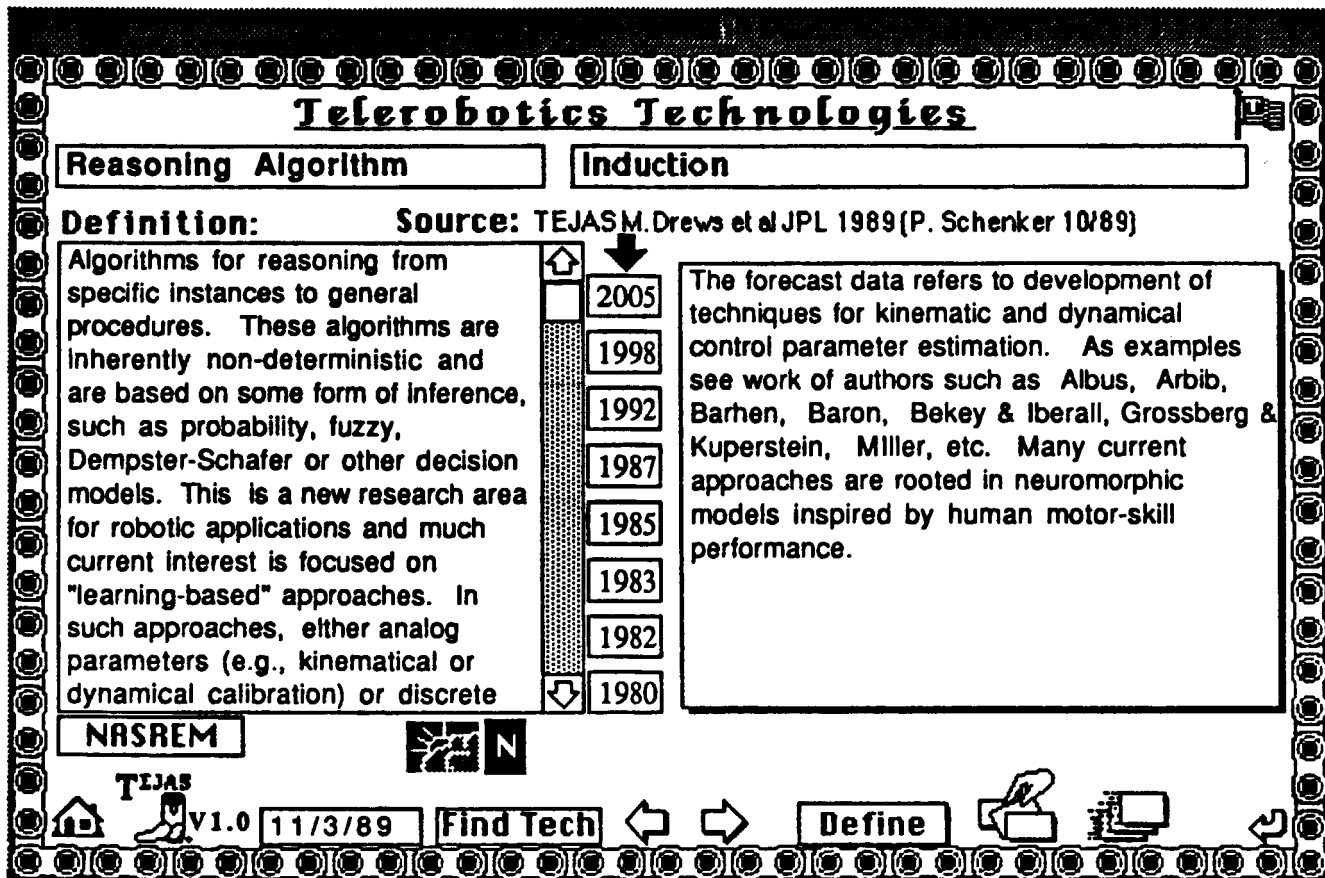 Telerobotics Technologies
Reasoning Algorithm
Induction
Definition:
Source: TEJAS M. Drews et al JPL 1989 (P. Schenker 10/89)
Algorithms for reasoning from
specific instances to general
procedures. These algorithms are
inherently non-deterministic and
are based on some form of inference,
such as probability, fuzzy,
Dempster-Schafer or other decision
models. This is a new research area
for robotic applications and much
current interest is focused on
"learning-based" approaches. In
such approaches, either analog
parameters (e.g., kinematical or
dynamical calibration) or discrete
2005
1998
1992
1987
1985
1983
1982
1980
The forecast data refers to development of
techniques for kinematic and dynamical
control parameter estimation. As examples
see work of authors such as Albus, Arbib,
Barhen, Baron, Bekey & Iberall, Grossberg &
Kuperstein, Miller, etc. Many current
approaches are rooted in neuromorphic
models inspired by human motor-skill
performance.
NASREM
N
TEJAS
V1.0
11/3/89
Find Tech
Define